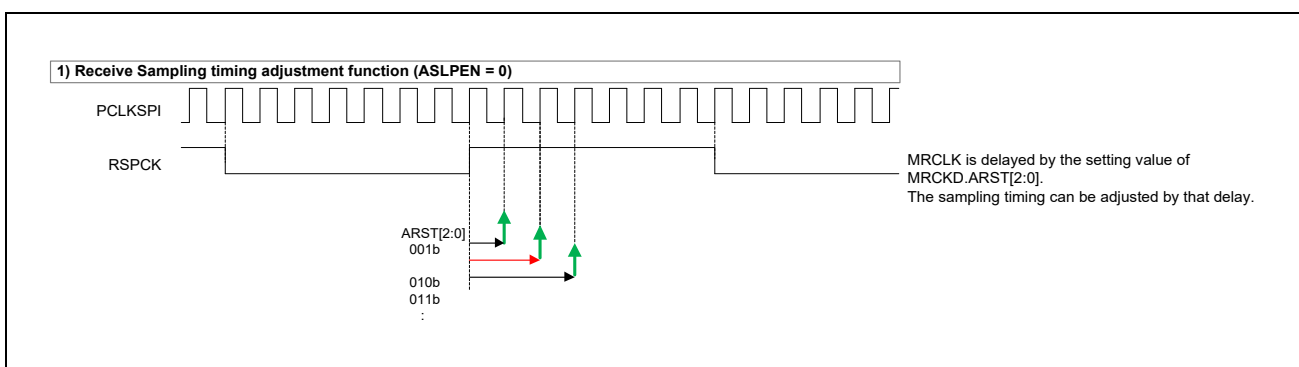 1) Receive Sampling timing adjustment function (ASLPEN = 0)
PCLKSPI
RSPCK
MRCLK is delayed by the setting value of
MRCKD.ARST[2:0].
The sampling timing can be adjusted by that delay.
ARST[2:0]
001b
010b
011b
: